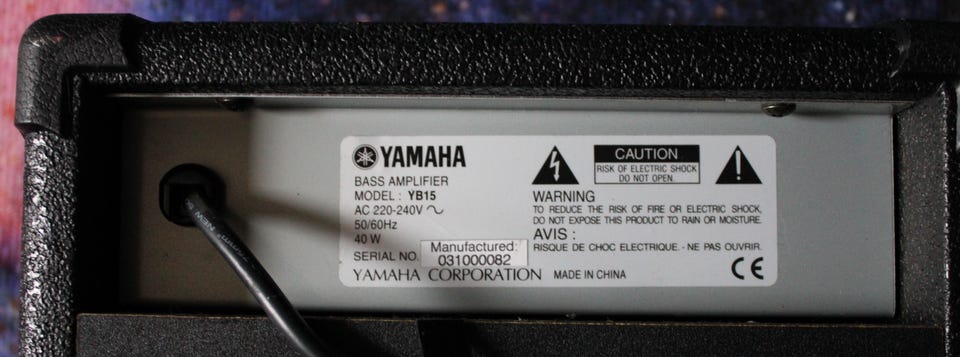 YAMAHA
BASS AMPLIFIER
MODEL : YB15
AC 220-240V ~
50/60Hz
40 W
SERIAL NO.
Manufactured:
031000082
YAMAHA CORPORATION MADE IN CHINA
CAUTION
RISK OF ELECTRIC SHOCK
DO NOT OPEN.
WARNING
TO REDUCE THE RISK OF FIRE OR ELECTRIC SHOCK,
DO NOT EXPOSE THIS PRODUCT TO RAIN OR MOISTURE.
AVIS :
RISQUE DE CHOC ELECTRIQUE. - NE PAS OUVRIR.
CE